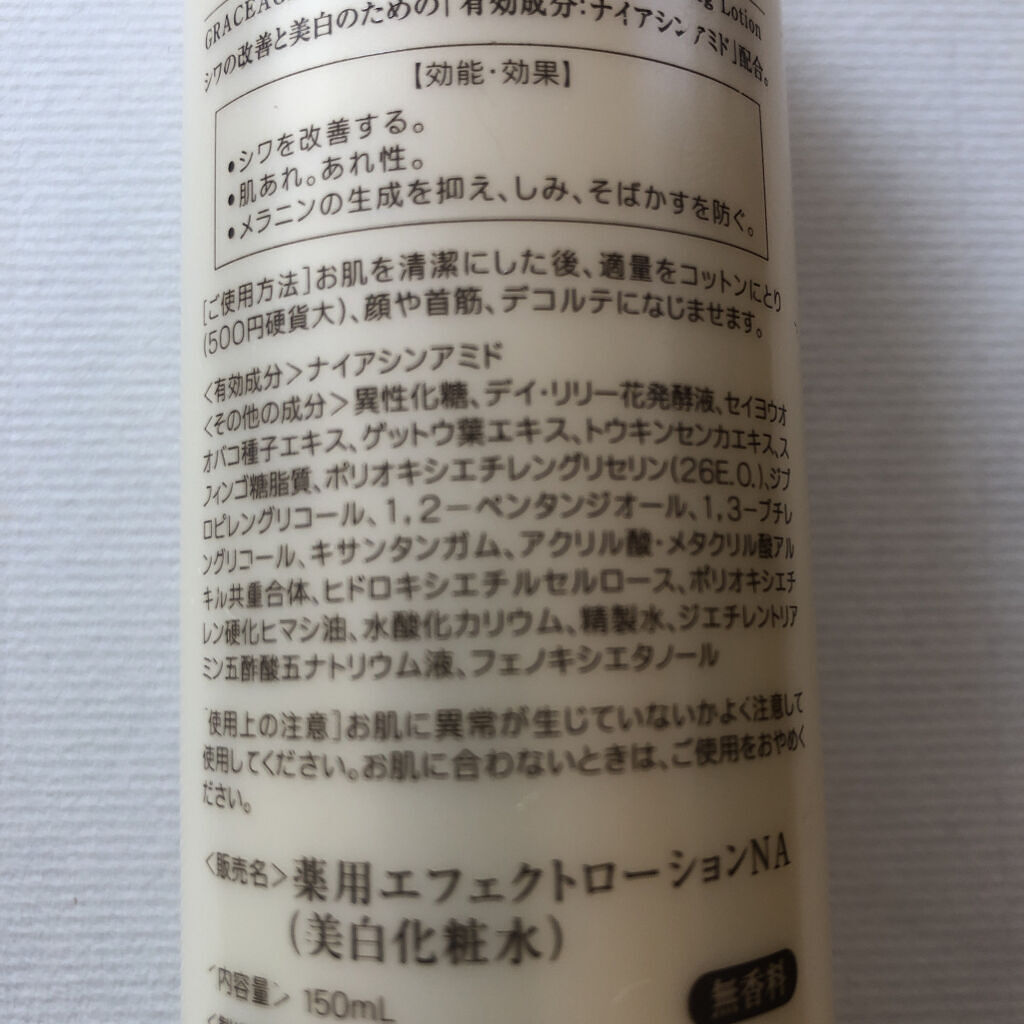 GRACEAG
g Lotion
シワの改善と美白のための「有効成分:ナイアシンアミド」配合。
【効能・効果】
•シワを改善する。
•肌あれ。あれ性。
•メラニンの生成を抑え、しみ、そばかすを防ぐ。
[ご使用方法]お肌を清潔にした後、適量をコットンにとり
(500円硬貨大)、顔や首筋、デコルテになじませます。
<有効成分>ナイアシンアミド
<その他の成分>異性化糖、デイ・リリー花発酵液、セイヨウオ
オバコ種子エキス、ゲットウ葉エキス、トウキンセンカエキス、ス
フィンゴ糖脂質、ポリオキシエチレングリセリン(26E.O.)、ジプ
ロピレングリコール、1,2－ペンタンジオール、1,3－ブチレ
ングリコール、キサンタンガム、アクリル酸・メタクリル酸アル
キル共重合体、ヒドロキシエチルセルロース、ポリオキシエチ
レン硬化ヒマシ油、水酸化カリウム、精製水、ジエチレントリア
ミン五酢酸五ナトリウム液、フェノキシエタノール
[使用上の注意]お肌に異常が生じていないかよく注意して
使用してください。お肌に合わないときは、ご使用をおやめく
ださい。
<販売名>薬用エフェクトローションNA
(美白化粧水)
<内容量> 150mL
無香料